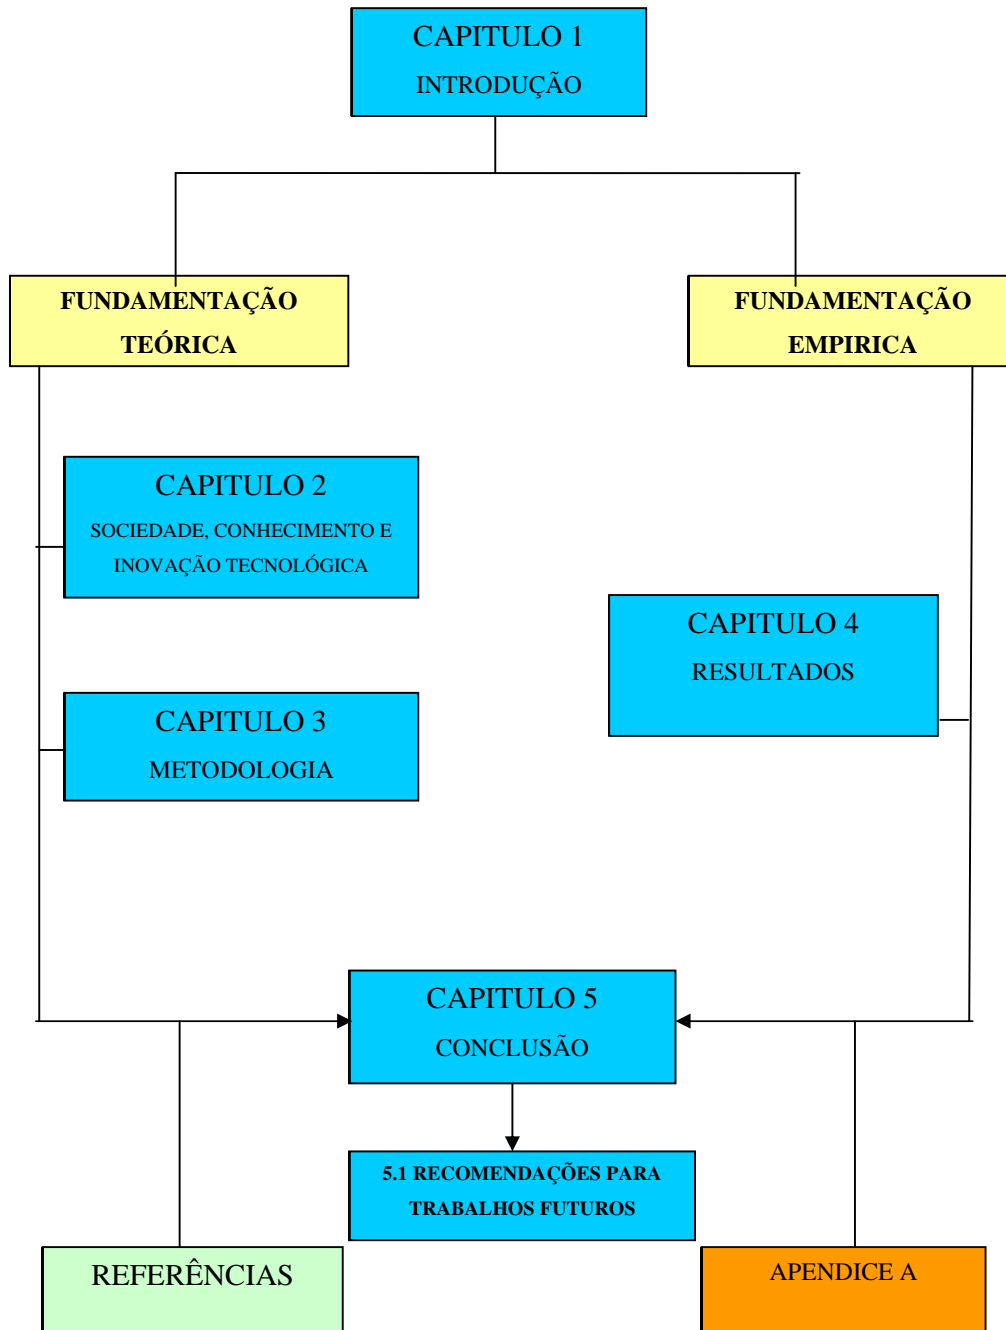 CAPITULO 1
INTRODUÇÃO
FUNDAMENTAÇÃO
TEÓRICA
FUNDAMENTAÇÃO
EMPIRICA
CAPITULO 2
SOCIEDADE, CONHECIMENTO E
INOVAÇÃO TECNOLÓGICA
CAPITULO 4
RESULTADOS
CAPITULO 3
METODOLOGIA
CAPITULO 5
CONCLUSÃO
5.1 RECOMENDAÇÕES PARA
TRABALHOS FUTUROS
REFERÊNCIAS
APENDICE A